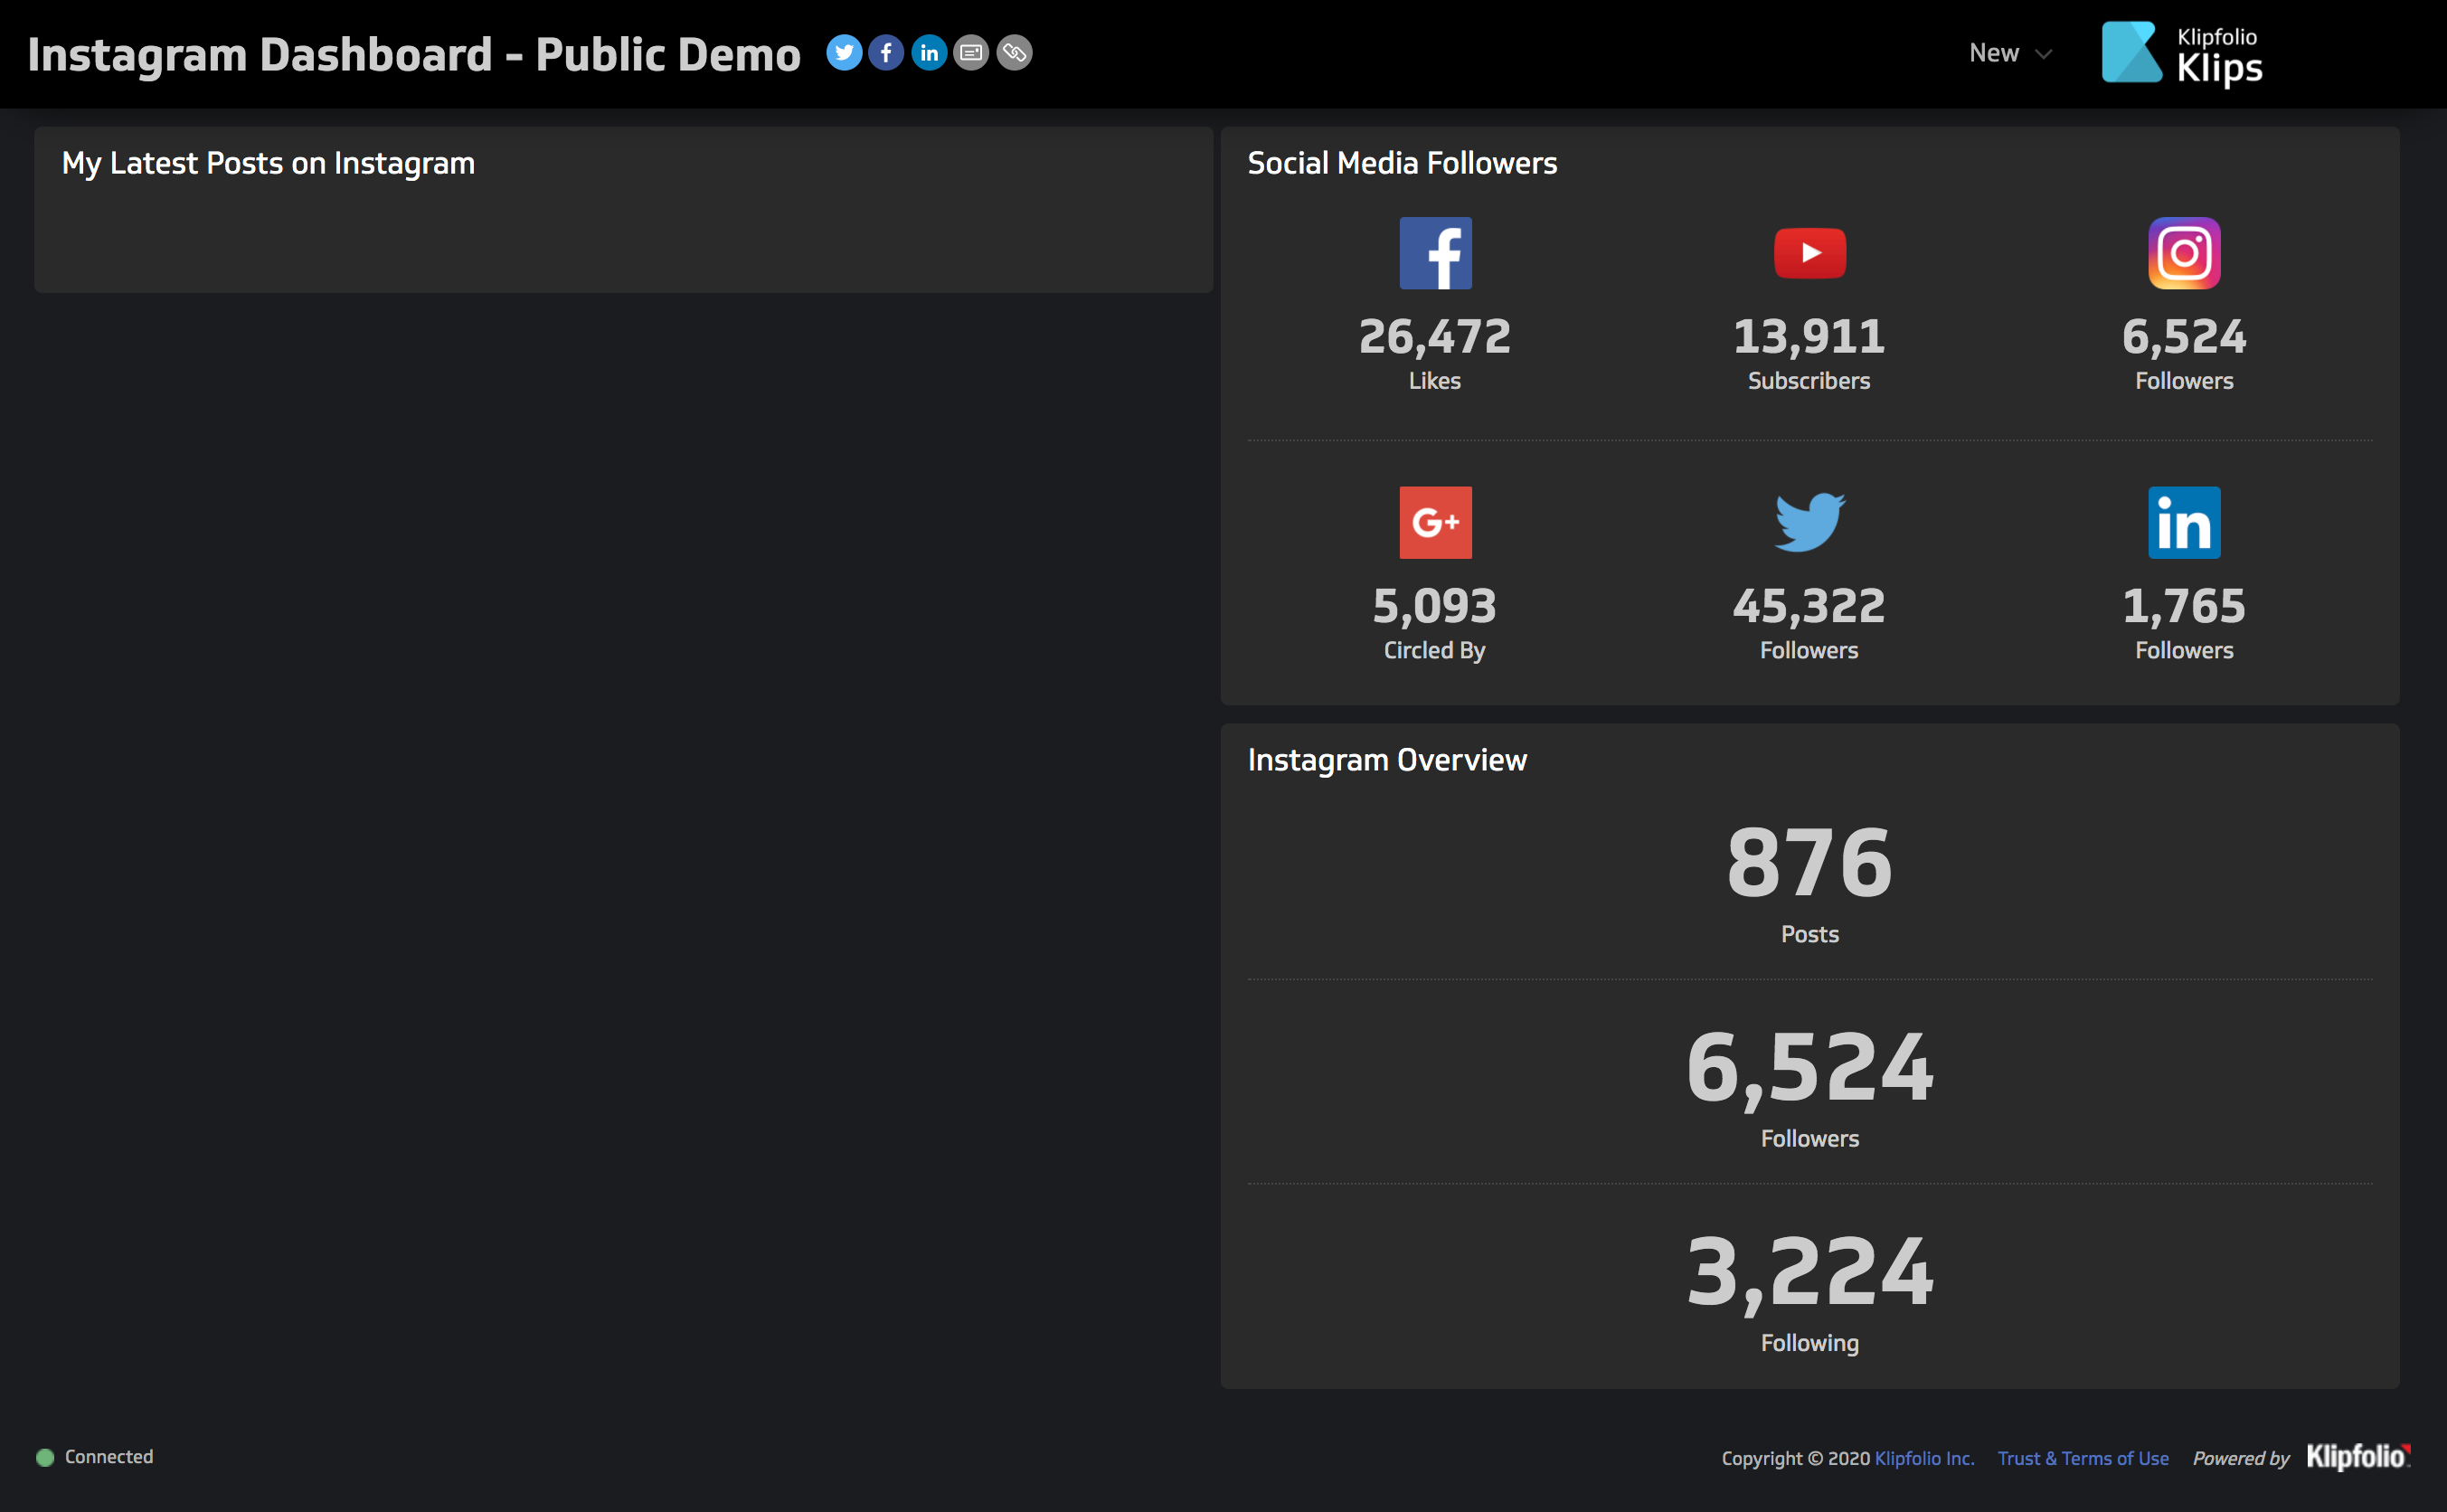 Instagram Dashboard - Public Demo
New
Klipfolio
Klips
My Latest Posts on Instagram
Social Media Followers
26,472
Likes
13,911
Subscribers
6,524
Followers
G+
in
5,093
Circled By
45,322
Followers
1,765
Followers
Instagram Overview
876
Posts
6,524
Followers
3,224
Following
Connected
Copyright © 2020 Klipfolio Inc. Trust & Terms of Use Powered by Klipfolio